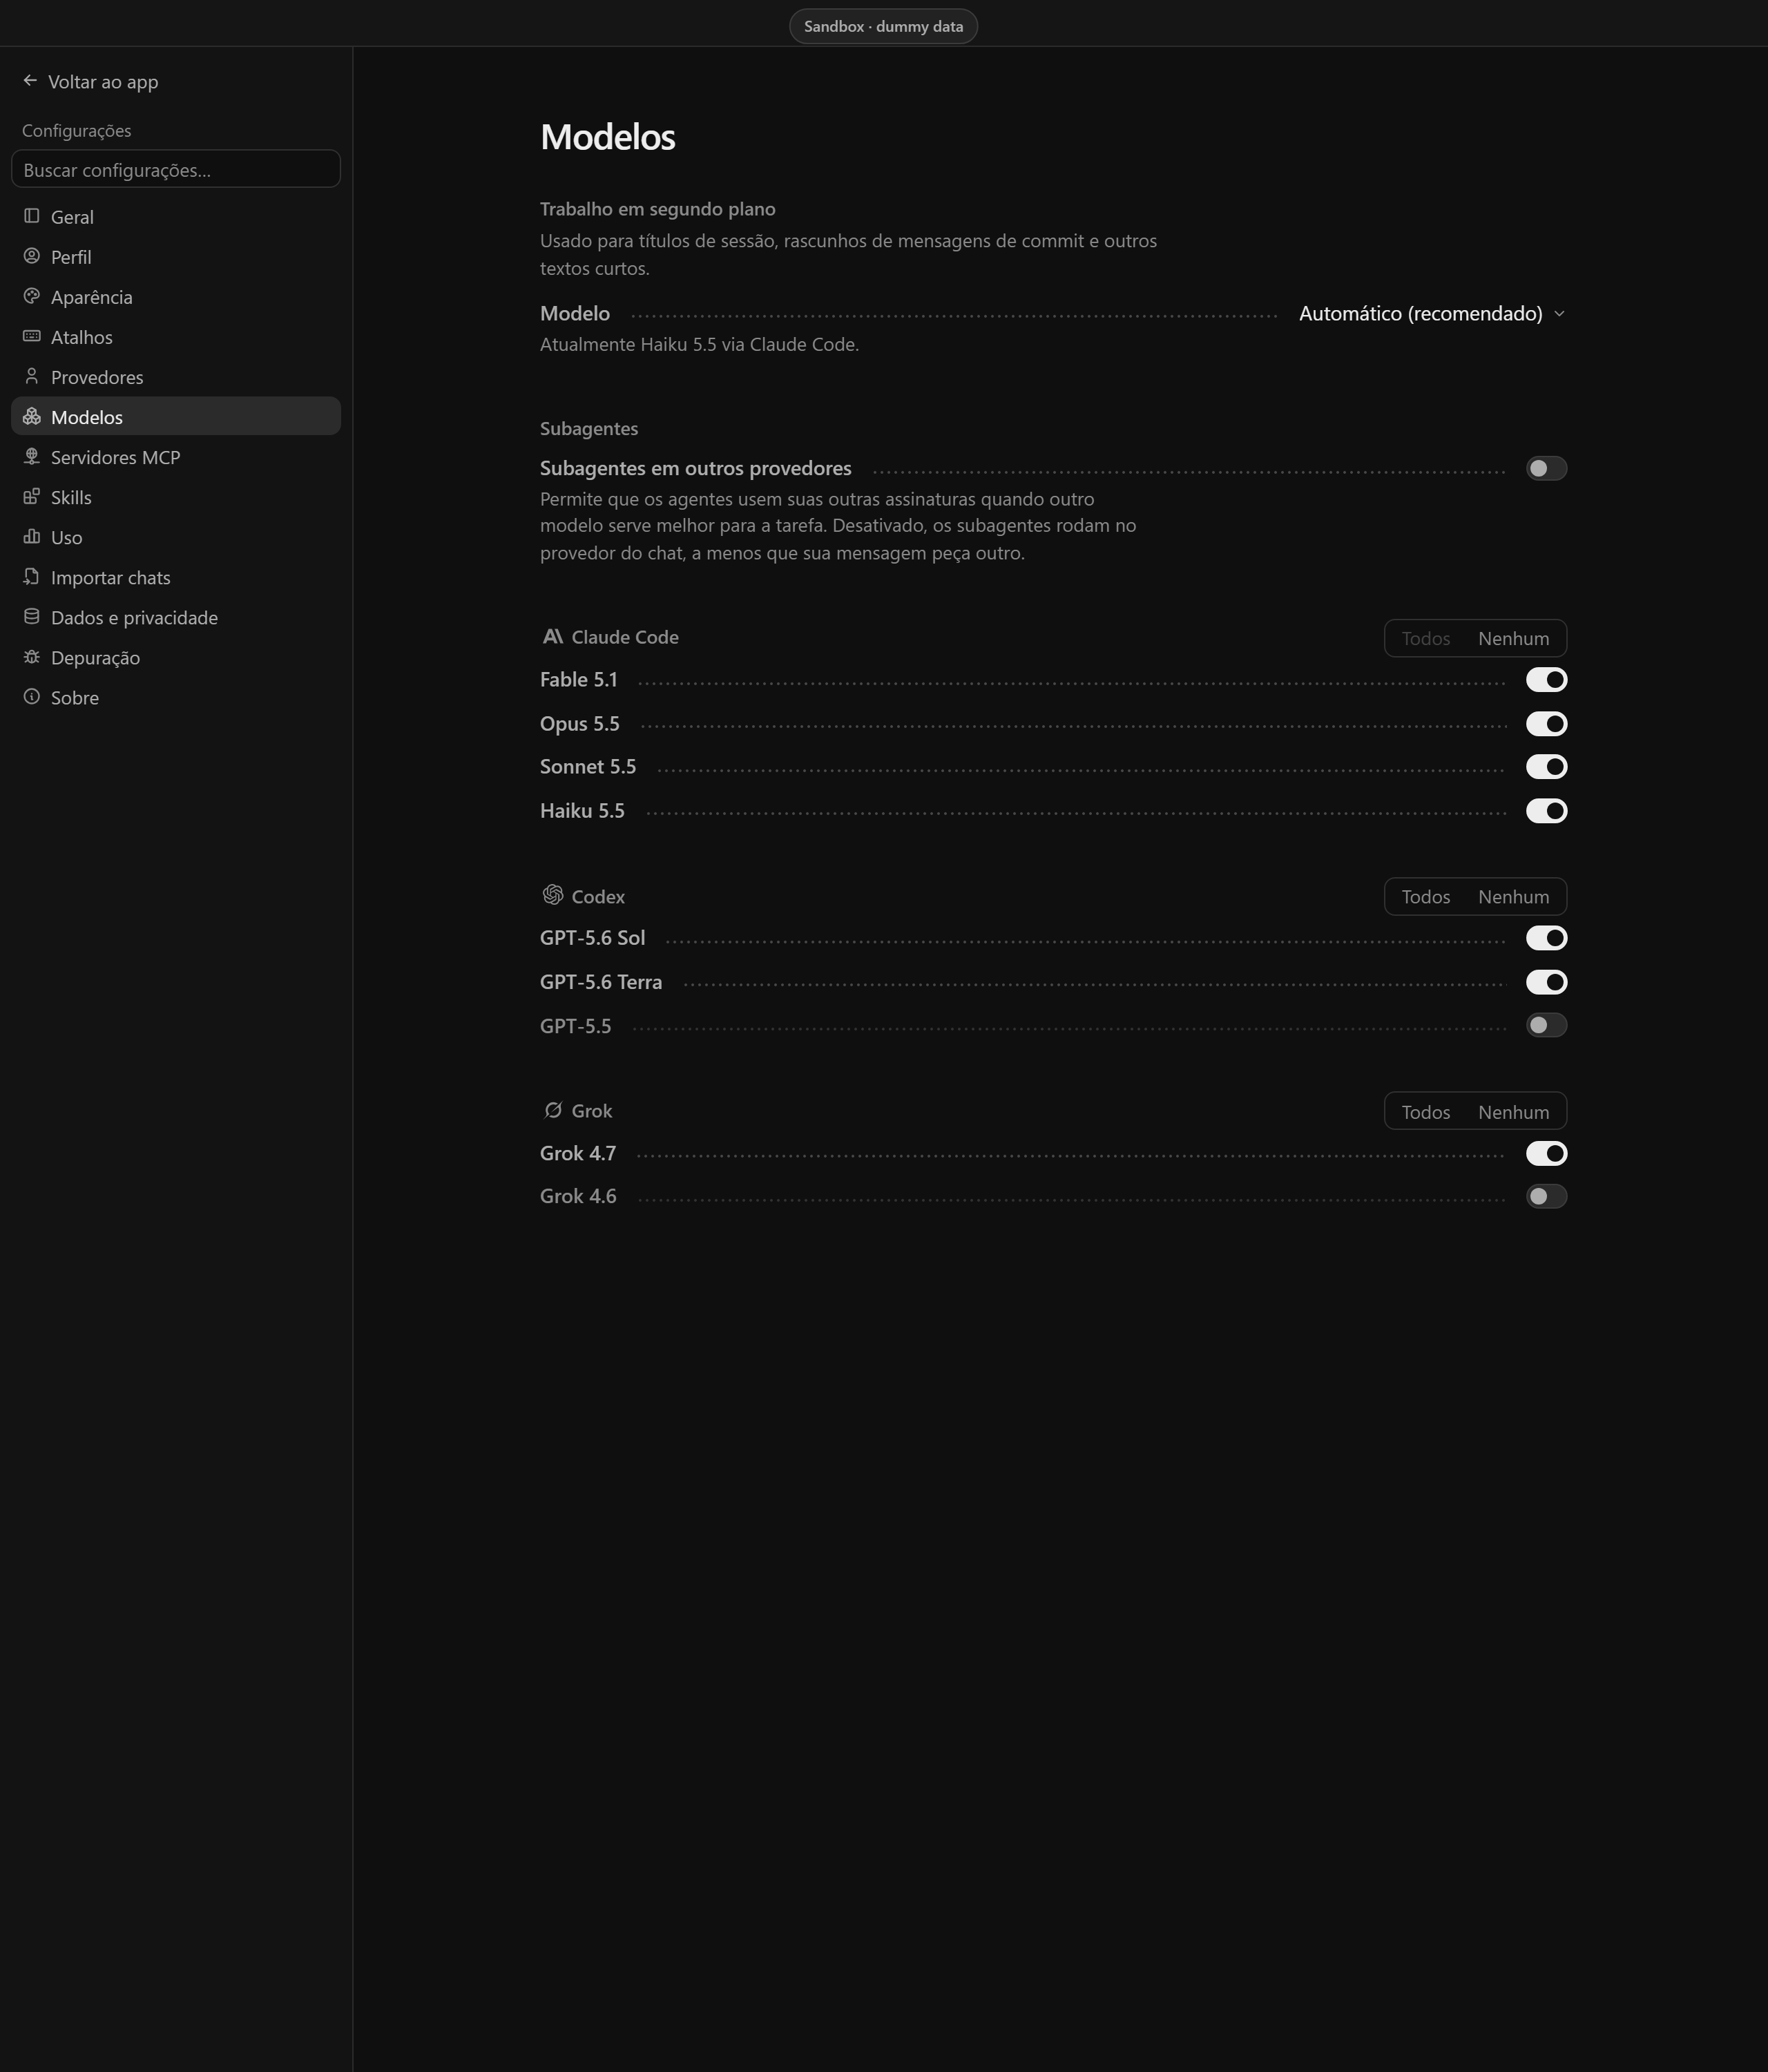 Sandbox · dummy data
Voltar ao app
Configurações
Buscar configurações...
Geral
Perfil
Aparência
Atalhos
Provedores
Modelos
Servidores MCP
Skills
Uso
Importar chats
Dados e privacidade
Depuração
Sobre
Modelos
Trabalho em segundo plano
Usado para títulos de sessão, rascunhos de mensagens de commit e outros
textos curtos.
Modelo Automático (recomendado)
Atualmente Haiku 5.5 via Claude Code.
Subagentes
Subagentes em outros provedores
Permite que os agentes usem suas outras assinaturas quando outro
modelo serve melhor para a tarefa. Desativado, os subagentes rodam no
provedor do chat, a menos que sua mensagem peça outro.
Claude Code Todos Nenhum
Fable 5.1
Opus 5.5
Sonnet 5.5
Haiku 5.5
Codex Todos Nenhum
GPT-5.6 Sol
GPT-5.6 Terra
GPT-5.5
Grok Todos Nenhum
Grok 4.7
Grok 4.6